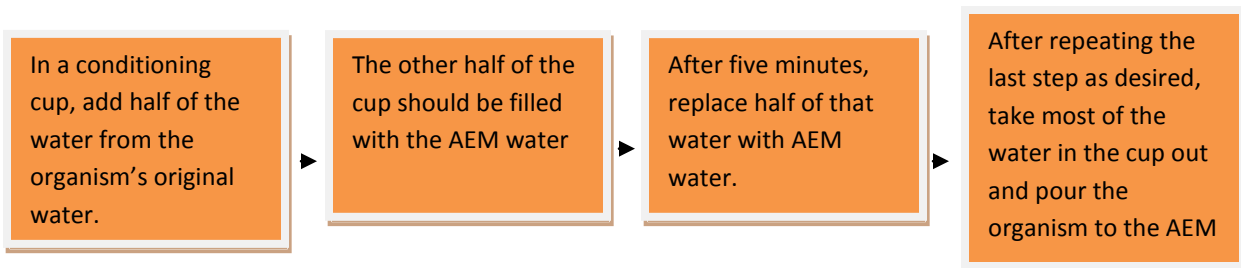 In a conditioning
cup, add half of the
water from the
organism’s original
water.
The other half of the
cup should be filled
with the AEM water
After five minutes,
replace half of that
water with AEM
water.
After repeating the
last step as desired,
take most of the
water in the cup out
and pour the
organism to the AEM